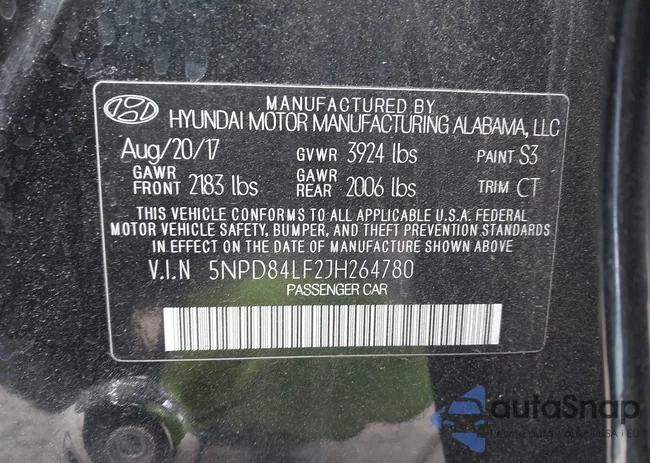 MANUFACTURED BY
HYUNDAI MOTOR MANUFACTURING ALABAMA, LLC
Aug/20/17 GVWR 3924 lbs PAINT S3
GAWR FRONT 2183 lbs GAWR REAR 2006 lbs TRIM CT
THIS VEHICLE CONFORMS TO ALL APPLICABLE U.S.A. FEDERAL
MOTOR VEHICLE SAFETY, BUMPER, AND THEFT PREVENTION STANDARDS
IN EFFECT ON THE DATE OF MANUFACTURE SHOWN ABOVE
V.I.N 5NPD84LF2JH264780
PASSENGER CAR
autoSnap